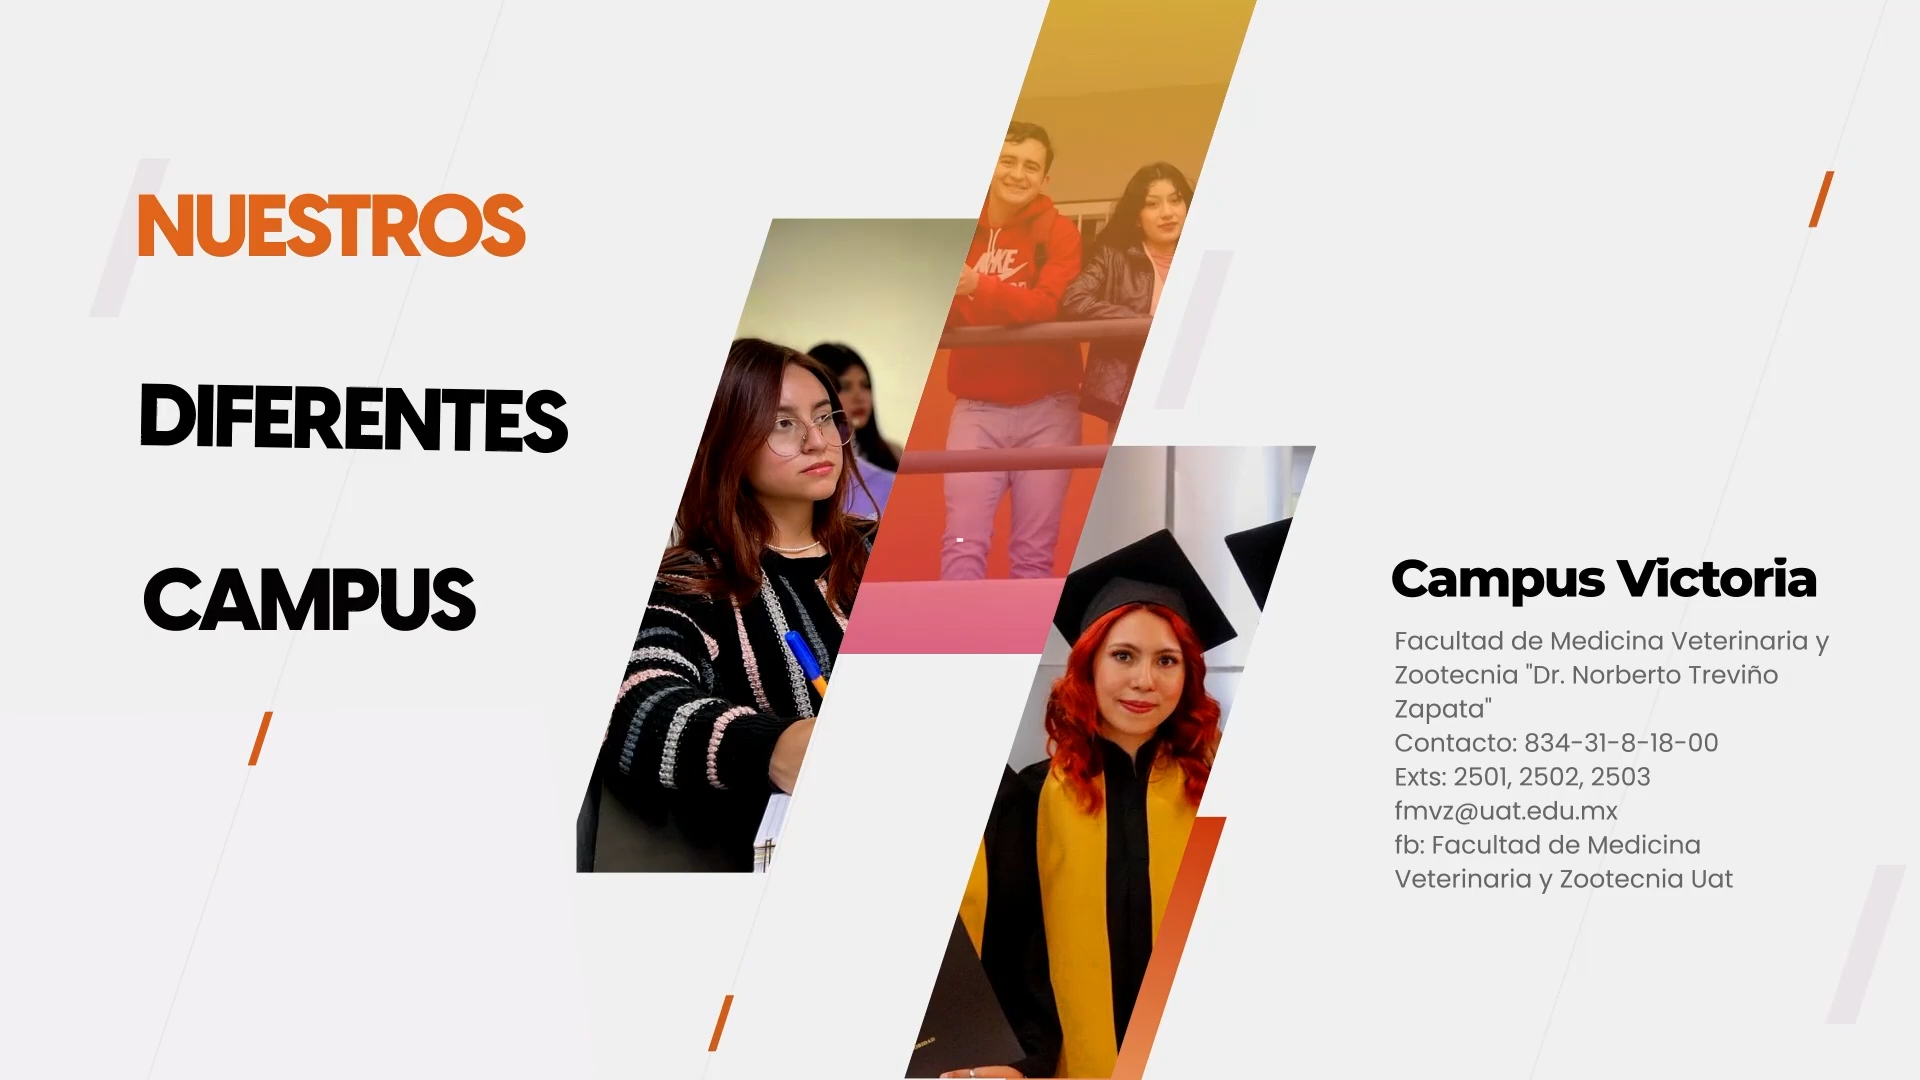 NUESTROS
DIFERENTES
CAMPUS
Campus Victoria
Facultad de Medicina Veterinaria y
Zootecnia "Dr. Norberto Treviño
Zapata"
Contacto: 834-31-8-18-00
Exts: 2501, 2502, 2503
fmvz@uat.edu.mx
fb: Facultad de Medicina
Veterinaria y Zootecnia Uat